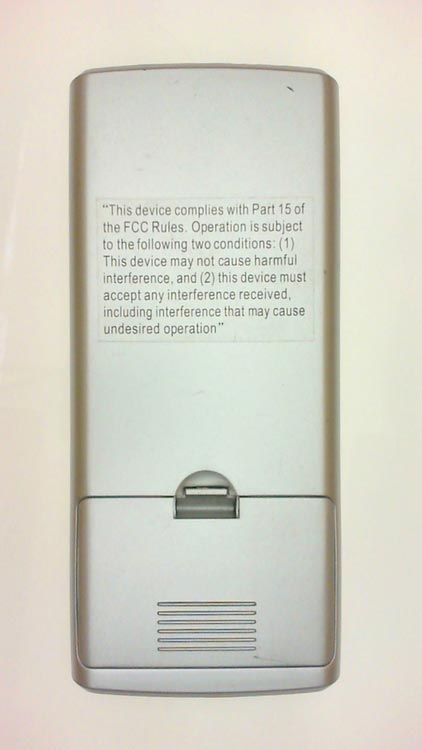 “This device complies with Part 15 of
the FCC Rules. Operation is subject
to the following two conditions: (1)
This device may not cause harmful
interference, and (2) this device must
accept any interference received,
including interference that may cause
undesired operation”